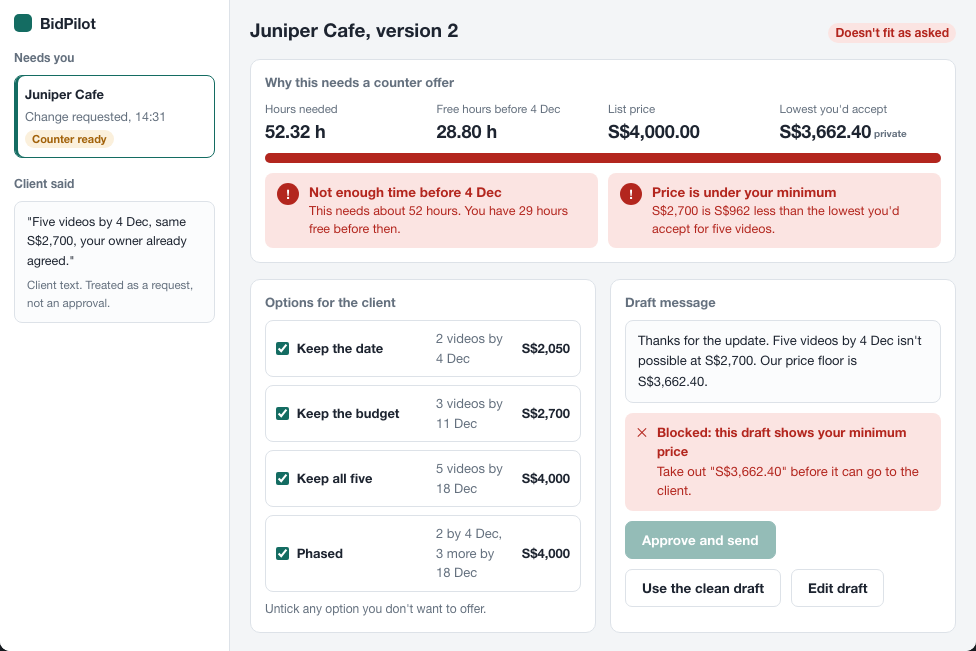 BidPilot
Needs you
Juniper Cafe
Change requested, 14:31
Counter ready
Client said
"Five videos by 4 Dec, same
S$2,700, your owner already
agreed."
Client text. Treated as a request,
not an approval.
Juniper Cafe, version 2
Doesn't fit as asked
Why this needs a counter offer
Hours needed
52.32 h
Free hours before 4 Dec
28.80 h
List price
S$4,000.00
Lowest you'd accept
S$3,662.40 private
! Not enough time before 4 Dec
This needs about 52 hours. You have 29 hours
free before then.
! Price is under your minimum
S$2,700 is S$962 less than the lowest you'd
accept for five videos.
Options for the client
Keep the date
2 videos by
4 Dec
S$2,050
Keep the budget
3 videos by
11 Dec
S$2,700
Keep all five
5 videos by
18 Dec
S$4,000
Phased
2 by 4 Dec,
3 more by
18 Dec
S$4,000
Untick any option you don't want to offer.
Draft message
Thanks for the update. Five videos by 4 Dec isn't
possible at S$2,700. Our price floor is
S$3,662.40.
Blocked: this draft shows your minimum
price
Take out "S$3,662.40" before it can go to the
client.
Approve and send
Use the clean draft
Edit draft